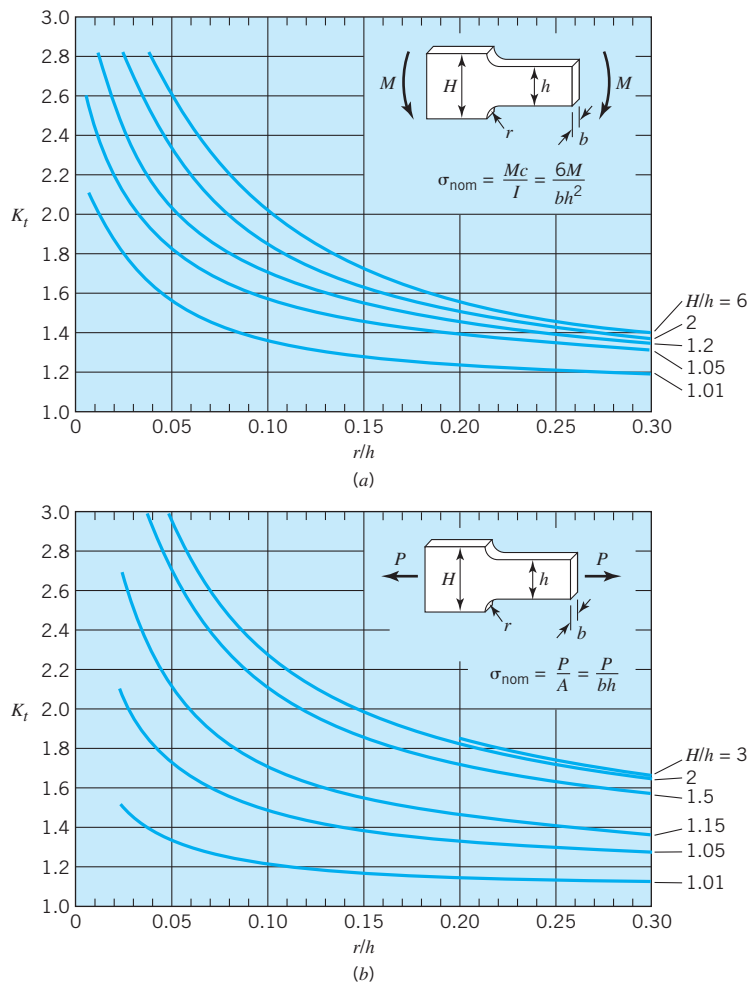 3.0
2.8
2.6
2.4
2.2
2.0
1.8
1.6
1.4
1.2
1.0
K_t
M
H
h
r
b
M
σ_nom = Mc/I = 6M/bh²
H/h = 6
2
1.2
1.05
1.01
0
0.05
0.10
0.15
0.20
0.25
0.30
r/h
(a)
3.0
2.8
2.6
2.4
2.2
2.0
1.8
1.6
1.4
1.2
1.0
K_t
P
H
h
r
b
P
σ_nom = P/A = P/bh
H/h = 3
2
1.5
1.15
1.05
1.01
0
0.05
0.10
0.15
0.20
0.25
0.30
r/h
(b)